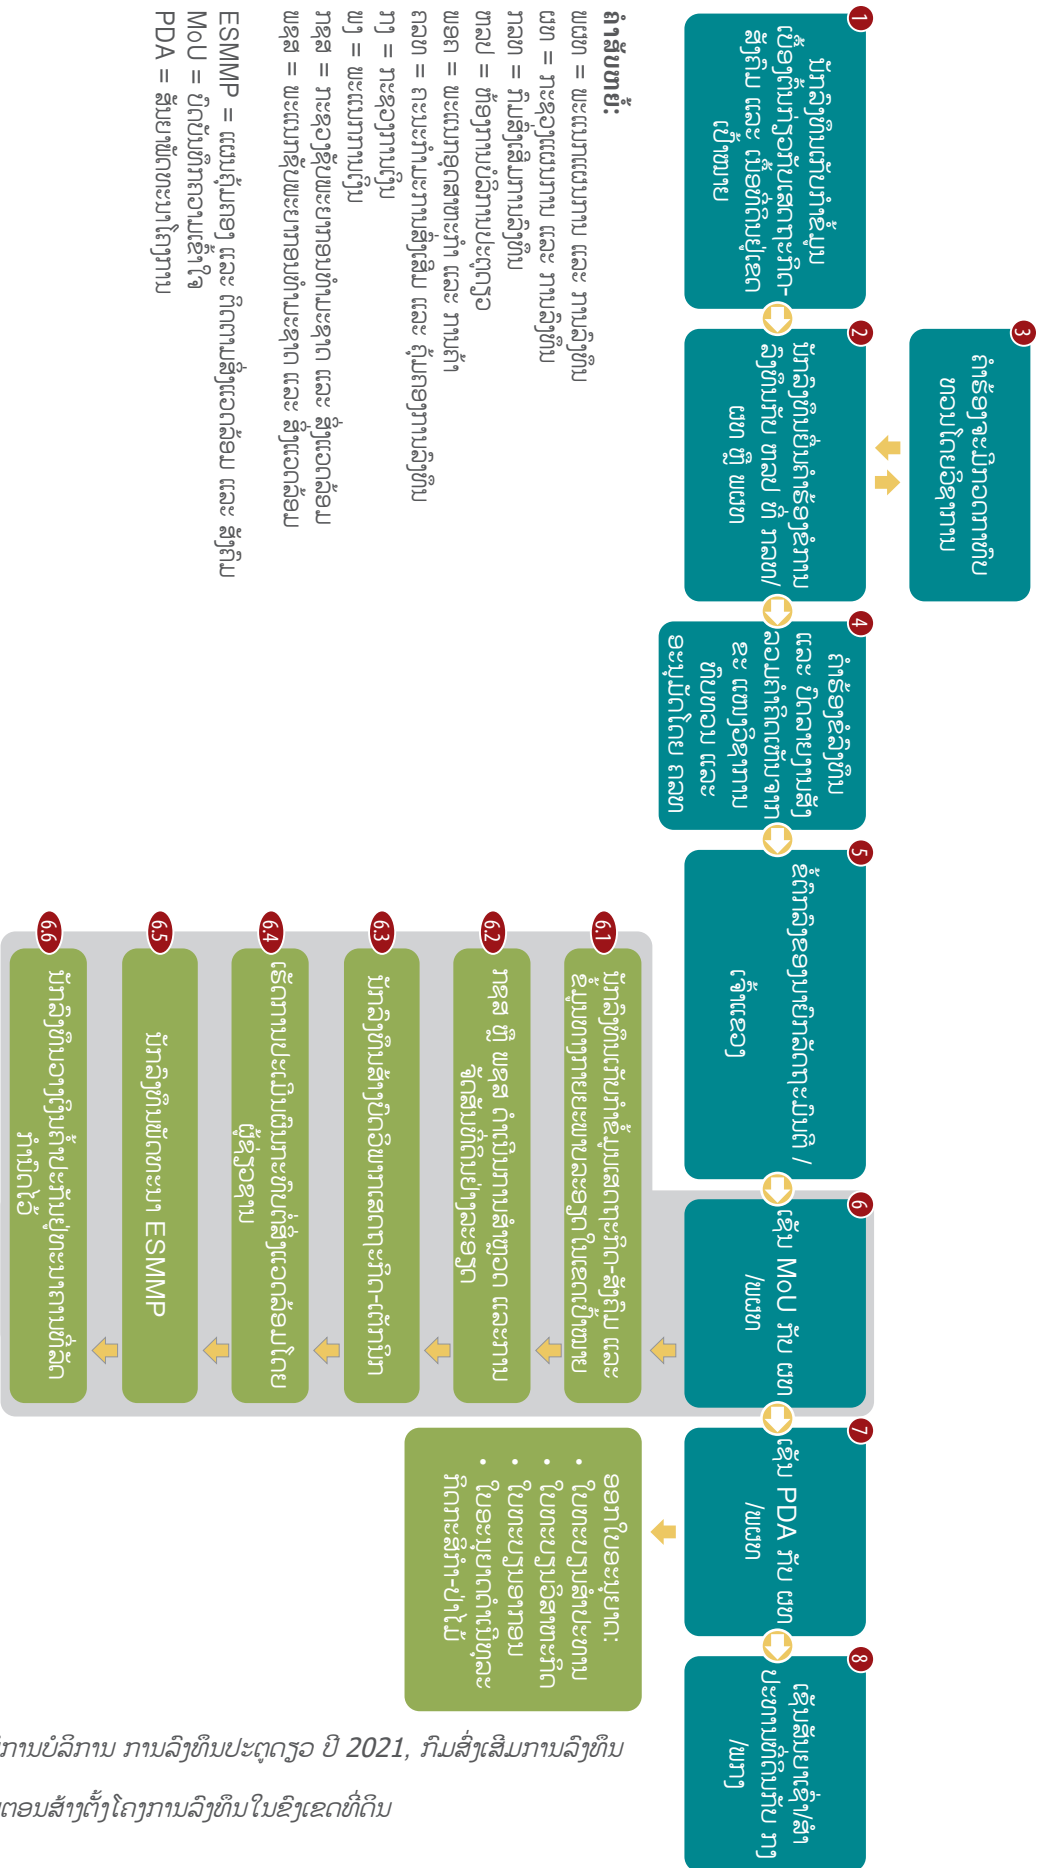 1
ນັກລົງທຶນເກັບກຳຂໍ້ມູນ
ເບື້ອງຕົ້ນກ່ຽວກັບເສດຖະກິດ-
ສັງຄົມ ແລະ ເນື້ອທີ່ດິນຢູ່ເຂດ
ເປົ້າໝາຍ
2
ນັກລົງທຶນຍື່ນຄຳຮ້ອງຂໍການ
ລົງທຶນກັບ ຫລປ ທີ່ ກລທ/
ຜທ ຫຼື ພຜທ
3
ຄຳຮ້ອງຈະມີກວດກາຄືນ
ທວນໂດຍວິຊາການ
4
ຄຳຮ້ອງຂໍລົງທຶນ
ແລະ ບົດລາຍງານສັງ
ລວມຄຳຄິດເຫັນຈາກ
ຂະ ແໜງວິຊາການ
ທົບທວນ ແລະ
ອະນຸມັດໂດຍ ຄລທ
5
ຂໍ້ຕົກລົງຂອງນາຍົກລັດຖະມົນຕີ /
ເຈົ້າແຂວງ
6
ເຊັນ MoU ກັບ ຜທ
/ພຜທ
6.1
ນັກລົງທຶນເກັບກຳຂໍ້ມູນເສດຖະກິດ-ສັງຄົມ ແລະ
ຂໍ້ມູນທາງກາຍຍະພາບລະອຽດ ໃນເຂດເປົ້າໝາຍ
6.2
ກຊສ ຫຼື ພຊສ ດຳເນີນການສຳຫຼວດ ແລະການ
ຈັດສັນທີ່ດິນຢ່າງລະອຽດ
6.3
ນັກລົງທຶນສ້າງບົດວິພາກເສດຖະກິດ-ເຕັກນິກ
6.4
ເຮັດການປະເມີນຜົນກະທົບຕໍ່ສິ່ງແວດລ້ອມໂດຍ
ຜູ້ຊ່ຽວຊານ
6.5
ນັກລົງທຶນພັດທະນາ ESMMP
6.6
ນັກລົງທຶນວາງເງິນຄ້ຳປະກັນຢູ່ທະນາຄານທີ່ລັດ
ກຳນົດໄວ້
7
ເຊັນ PDA ກັບ ຜທ
/ພຜທ
ອອກໃບອະນຸຍາດ:
• ໃບທະບຽນສຳປະທານ
• ໃບທະບຽນວິສາຫະກິດ
• ໃບທະບຽນອາກອນ
• ໃບອະນຸຍາດດຳເນີທຸລະ
ກິດກະສິກຳ-ປ່າໄມ້
8
ເຊັນສັນຍາເຊົ່າ/ສຳ
ປະທານທີ່ດິນກັບ ກງ
/ພກງ
ຄຳສັບຫຍໍ້:
ພຜທ = ພະແນກແຜນການ ແລະ ການລົງທຶນ
ຜທ = ກະຊວງແຜນການ ແລະ ການລົງທຶນ
ກລທ = ກົມສົ່ງເສີມການລົງທຶນ
ຫລປ = ຫ້ອງການບໍລິການປະຕູດຽວ
ພອຄ = ພະແນກອຸດສາຫະກຳ ແລະ ການຄ້າ
ຄລທ = ຄະນະກຳມະການສົ່ງເສີມ ແລະ ຄຸ້ມຄອງການລົງທຶນ
ກງ = ກະຊວງການເງິນ
ພງ = ພະແນກການເງິນ
ກຊສ = ກະຊວງຊັບພະຍາກອນທຳມະຊາດ ແລະ ສິ່ງແວດລ້ອມ
ພຊສ = ພະແນກຊັບພະຍາກອນທຳມະຊາດ ແລະ ສິ່ງແວດລ້ອມ
ESMMP = ແຜນຄຸ້ມຄອງ ແລະ ຕິດຕາມສິ່ງແວດລ້ອມ ແລະ ສັງຄົມ
MoU = ບົດບັນທຶກຄວາມເຂົ້າໃຈ
PDA = ສັນຍາພັດທະນາໂຄງການ
ການບໍລິການ ການລົງທຶນປະຕູດຽວ ປີ 2021, ກົມສົ່ງເສີມການລົງທຶນ
ຕອນສ້າງຕັ້ງໂຄງການລົງທຶນໃນຂົງເຂດທີ່ດິນ